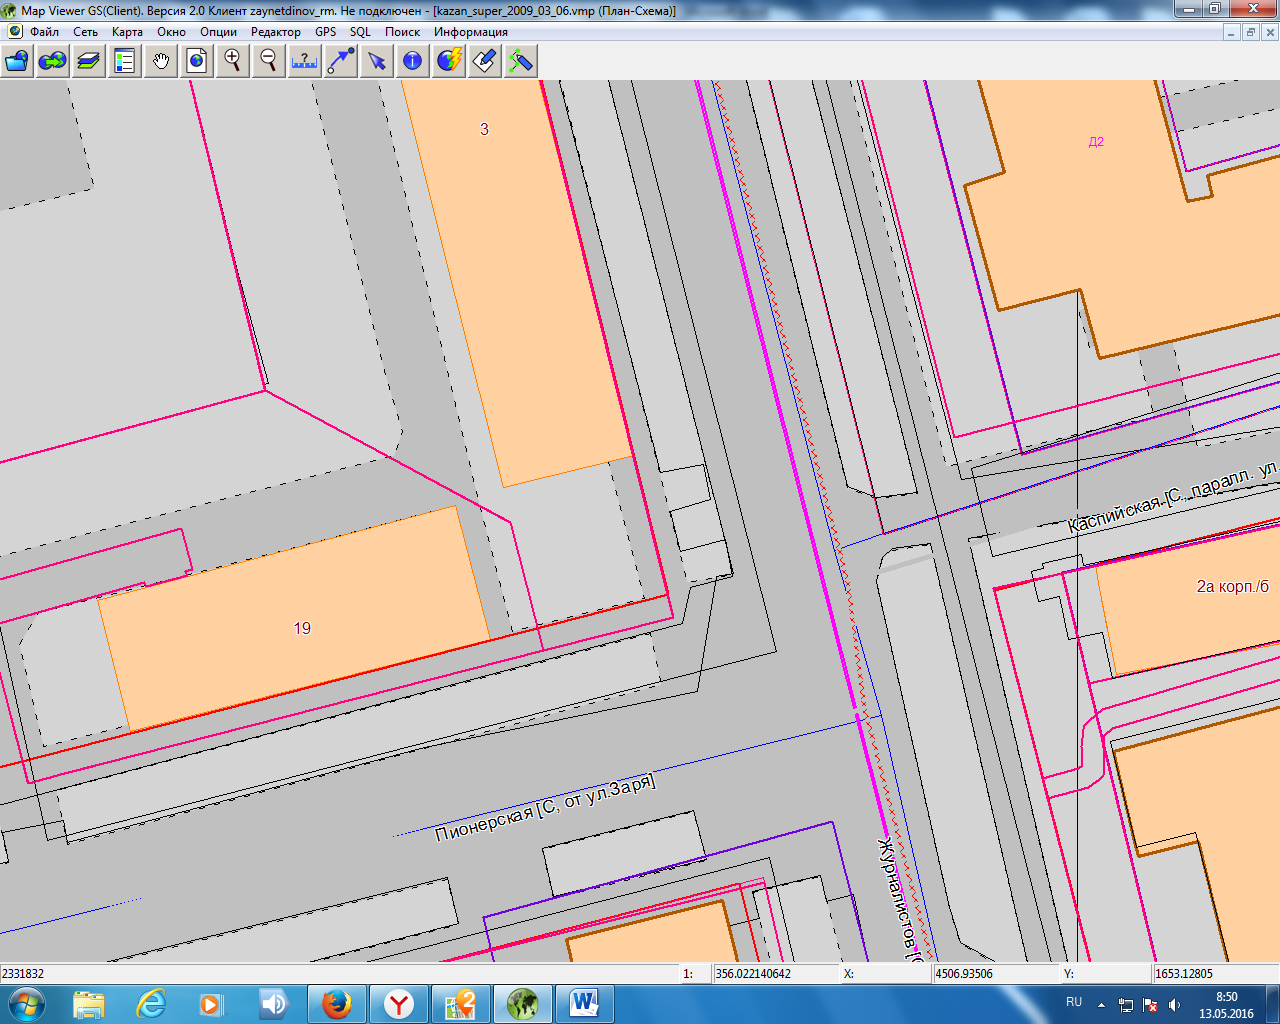 Map Viewer GS(Client). Версия 2.0 Клиент zaynetdinov_rm. Не подключен - [kazan_super_2009_03_06.vmp (План-Схема)]
Файл Сеть Карта Окно Опции Редактор GPS SQL Поиск Информация
3
Д2
Каспийская [С, паралл. ул.
2а корп./б
19
Пионерская [С, от ул.Заря]
Журналистов [С
2331832 1: 356.022140642 X: 4506.93506 Y: 1653.12805
RU 8:50
13.05.2016